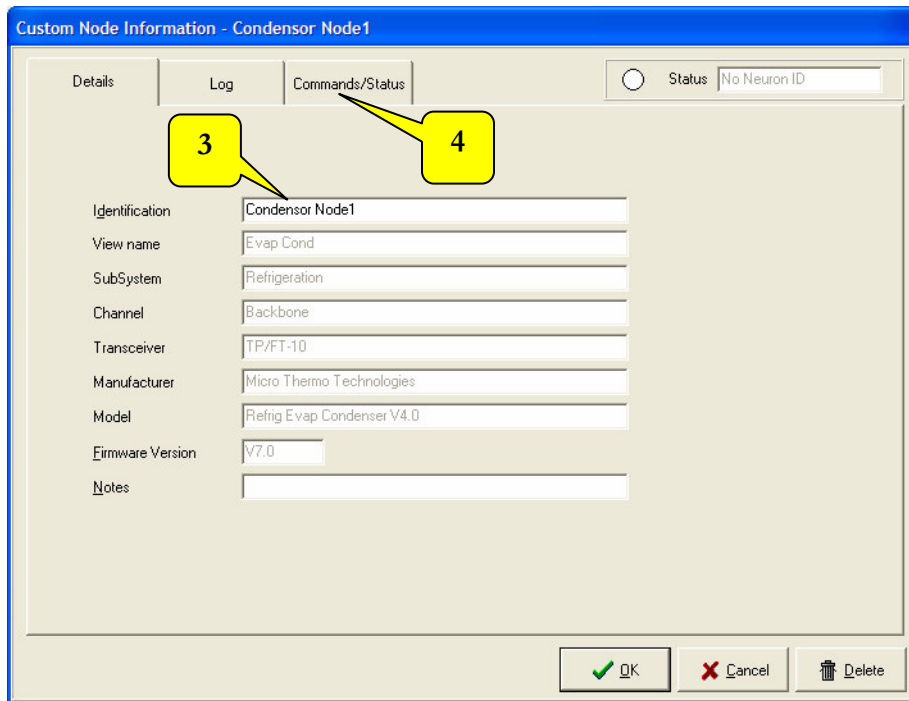 Custom Node Information - Condensor Node1
Details Log Commands/Status Status No Neuron ID
3 4
Identification Condensor Node1
View name Evap Cond
SubSystem Refrigeration
Channel Backbone
Transceiver TP/FT-10
Manufacturer Micro Thermo Technologies
Model Refrig Evap Condenser V4.0
Firmware Version V7.0
Notes
OK Cancel Delete